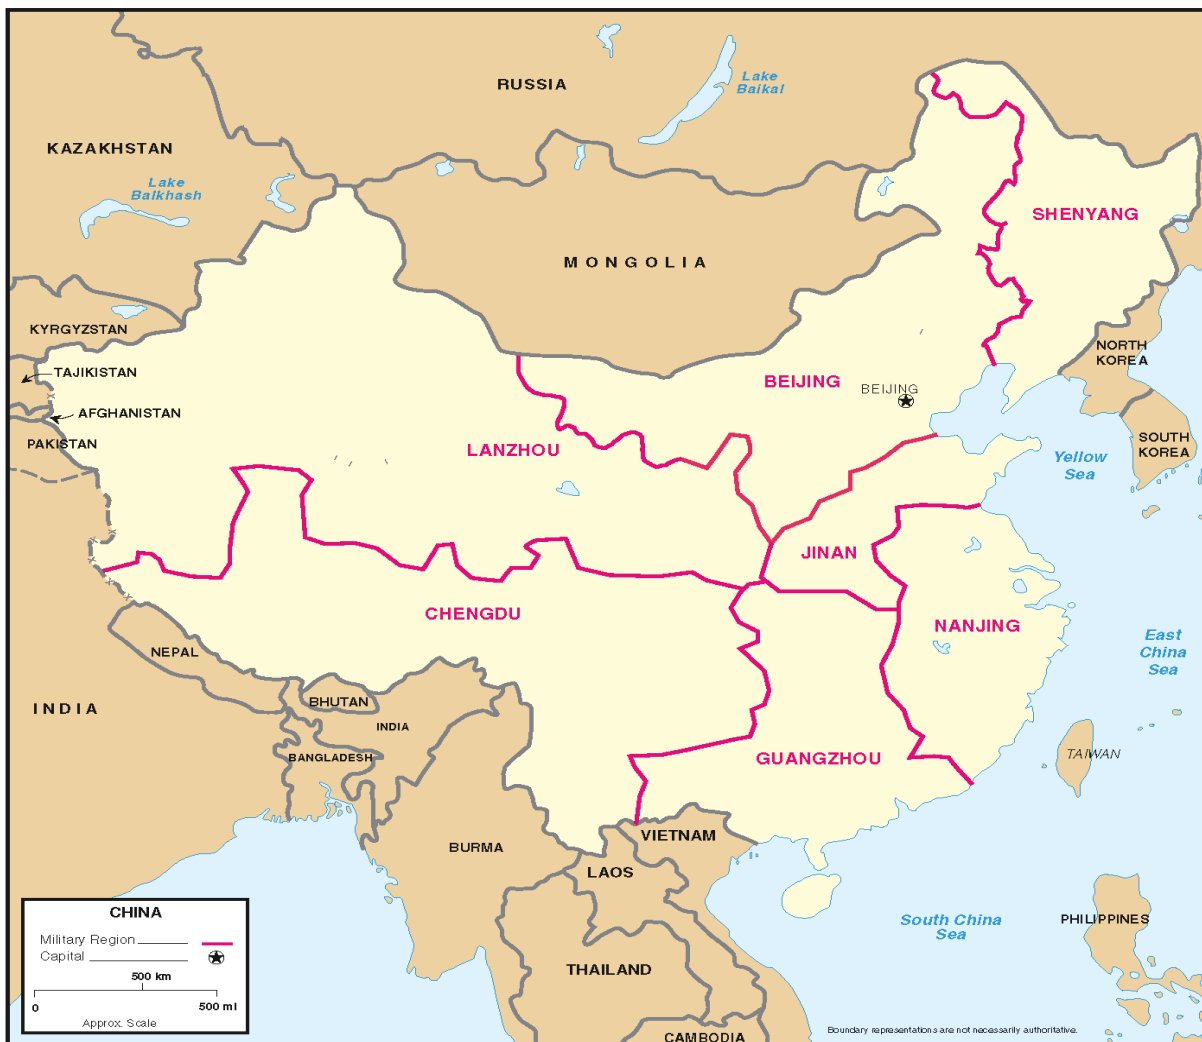 RUSSIA
Lake
Baikal
KAZAKHSTAN
Lake
Balkhash
SHENYANG
MONGOLIA
KYRGYZSTAN
NORTH
KOREA
TAJIKISTAN
BEIJING
BEIJING
AFGHANISTAN
PAKISTAN
LANZHOU
SOUTH
KOREA
Yellow
Sea
JINAN
CHENGDU
NANJING
East
China
Sea
NEPAL
BHUTAN
INDIA
INDIA
BANGLADESH
GUANGZHOU
TAIWAN
VIETNAM
BURMA
LAOS
CHINA
Military Region
Capital
500 km
0
500 mi
Approx. Scale
South China
Sea
PHILIPPINES
THAILAND
CAMBODIA
Boundary representations are not necessarily authoritative.